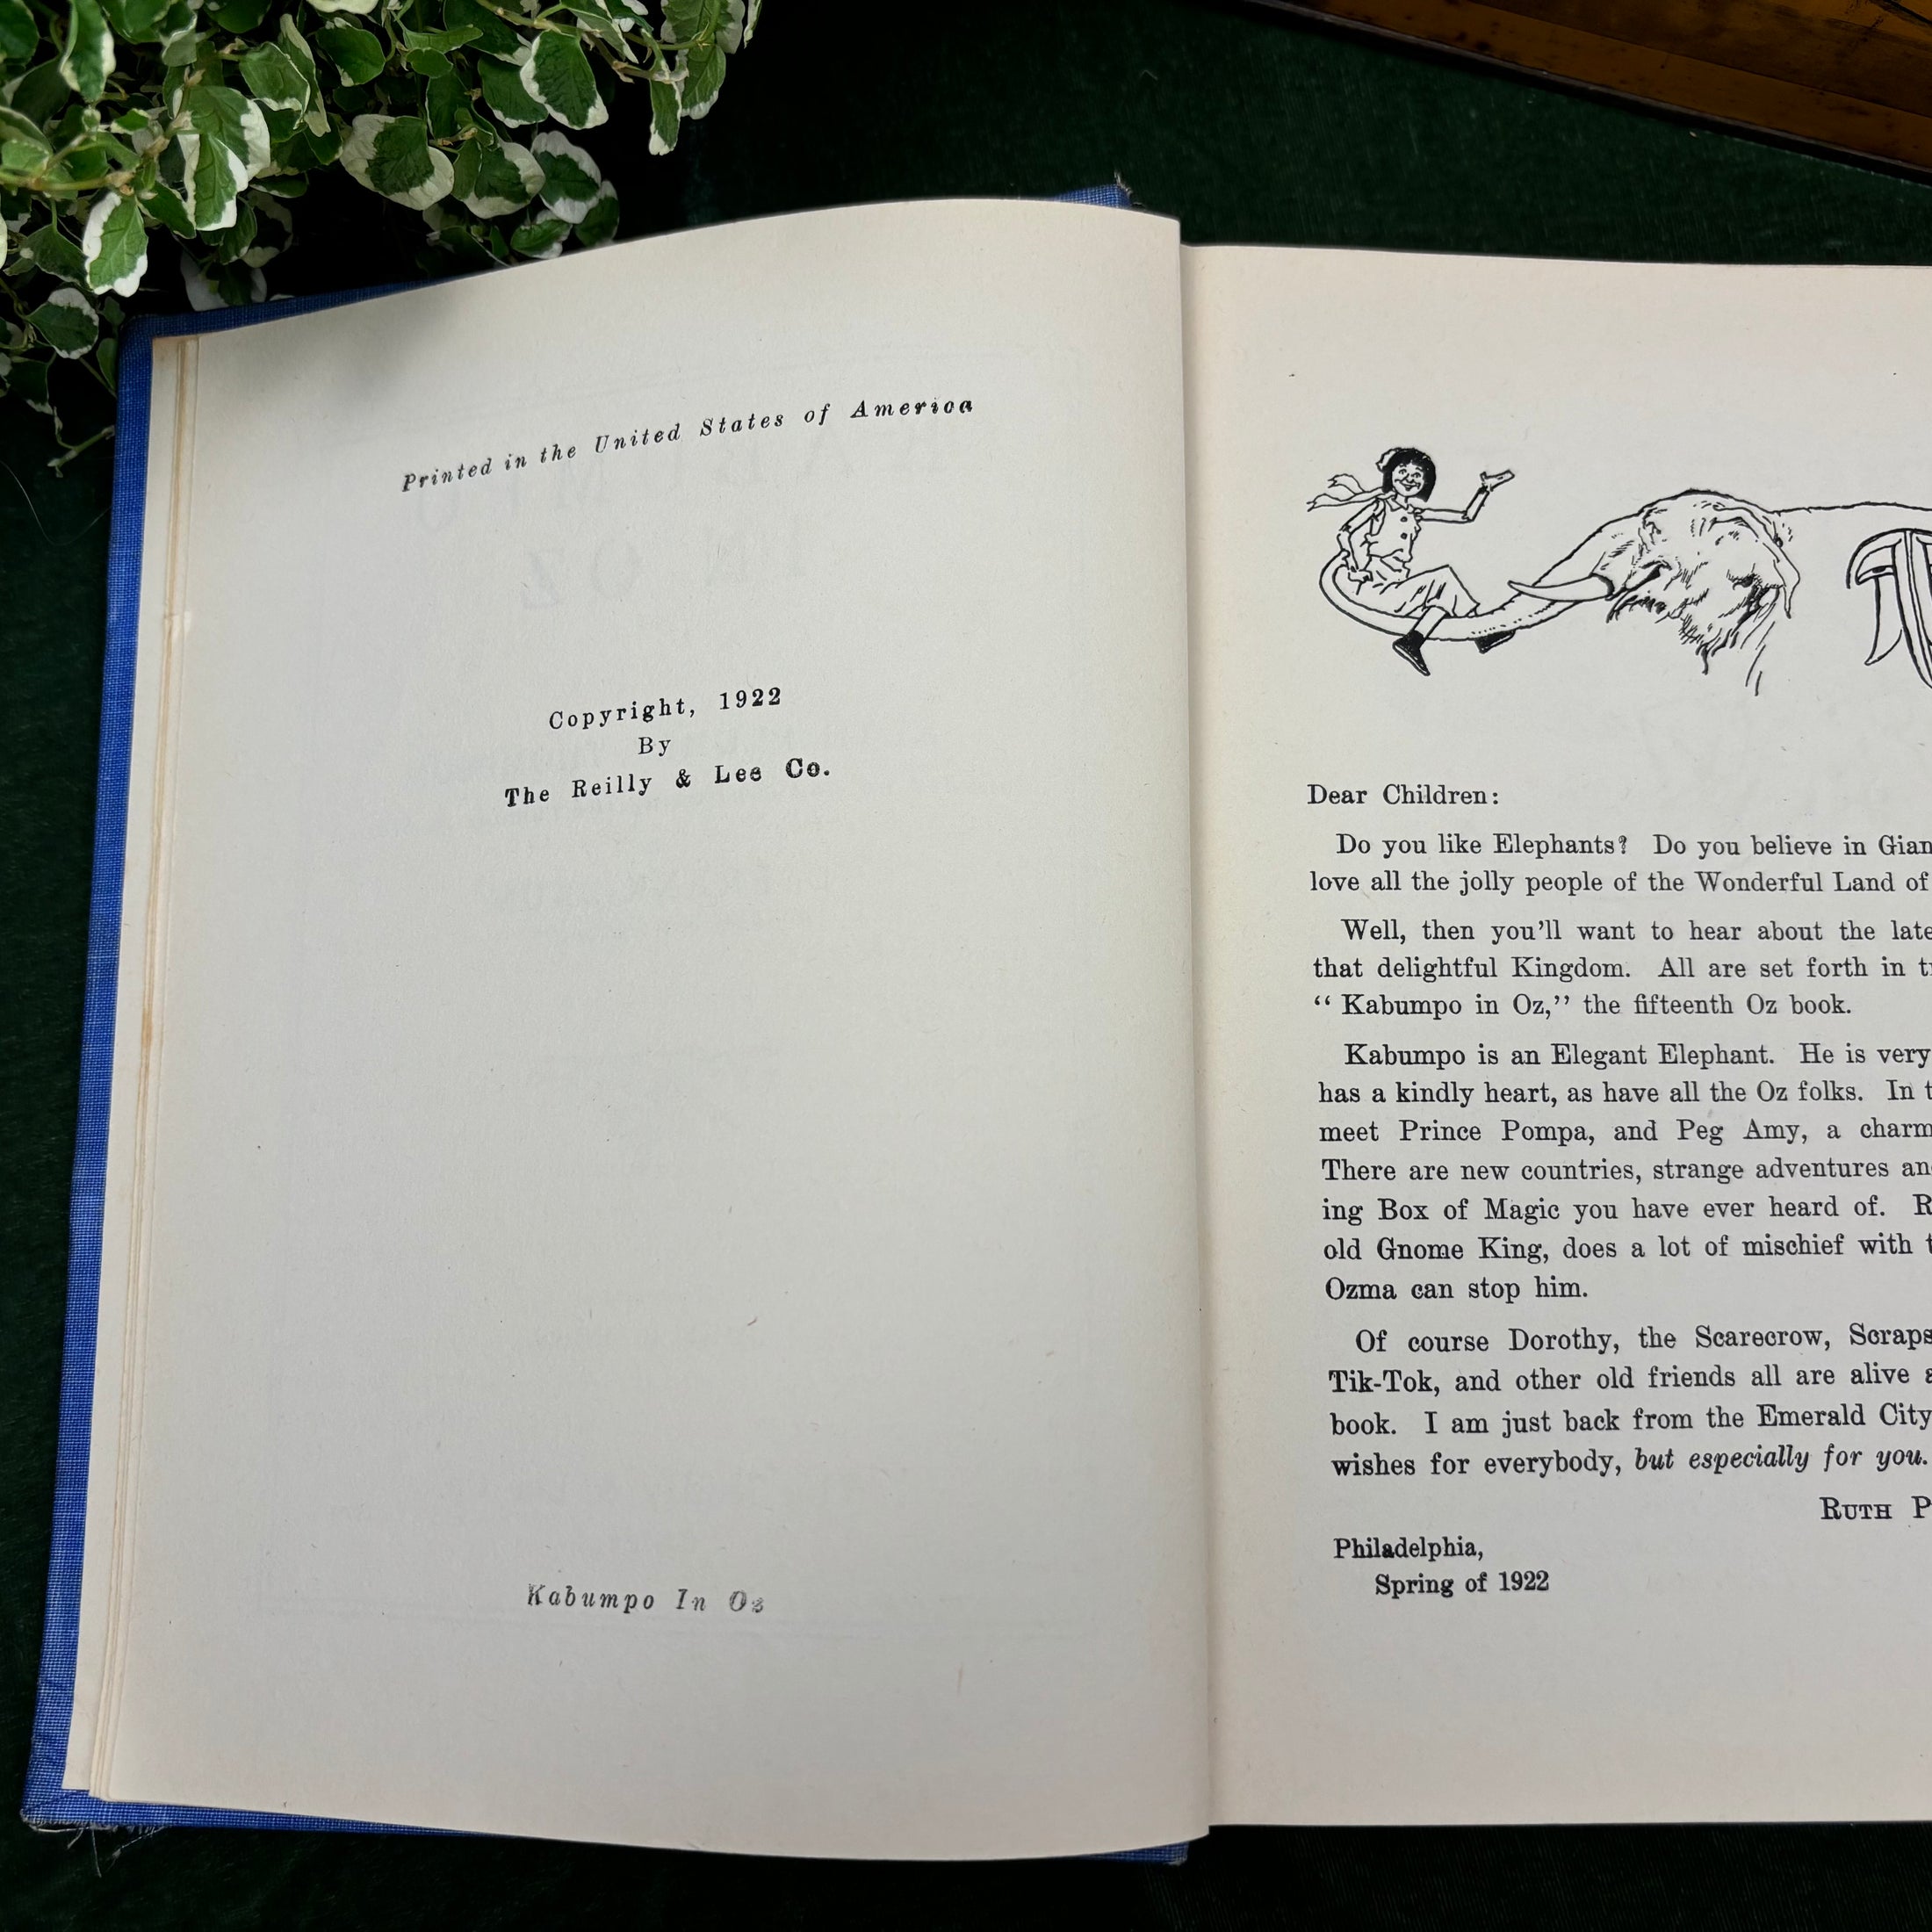 Printed in the United States of America
Copyright, 1922
By
The Reilly & Lee Co.
Kabumpo In Oz
Dear Children:
Do you like Elephants? Do you believe in Gian
love all the jolly people of the Wonderful Land of
Well, then you'll want to hear about the late
that delightful Kingdom. All are set forth in
“ Kabumpo in Oz,” the fifteenth Oz book.
Kabumpo is an Elegant Elephant. He is very
has a kindly heart, as have all the Oz folks. In t
meet Prince Pompa, and Peg Amy, a charm
There are new countries, strange adventures an
ing Box of Magic you have ever heard of. R
old Gnome King, does a lot of mischief with t
Ozma can stop him.
Of course Dorothy, the Scarecrow, Scraps
Tik-Tok, and other old friends all are alive a
book. I am just back from the Emerald City
wishes for everybody, but especially for you.
RUTH P
Philadelphia,
Spring of 1922